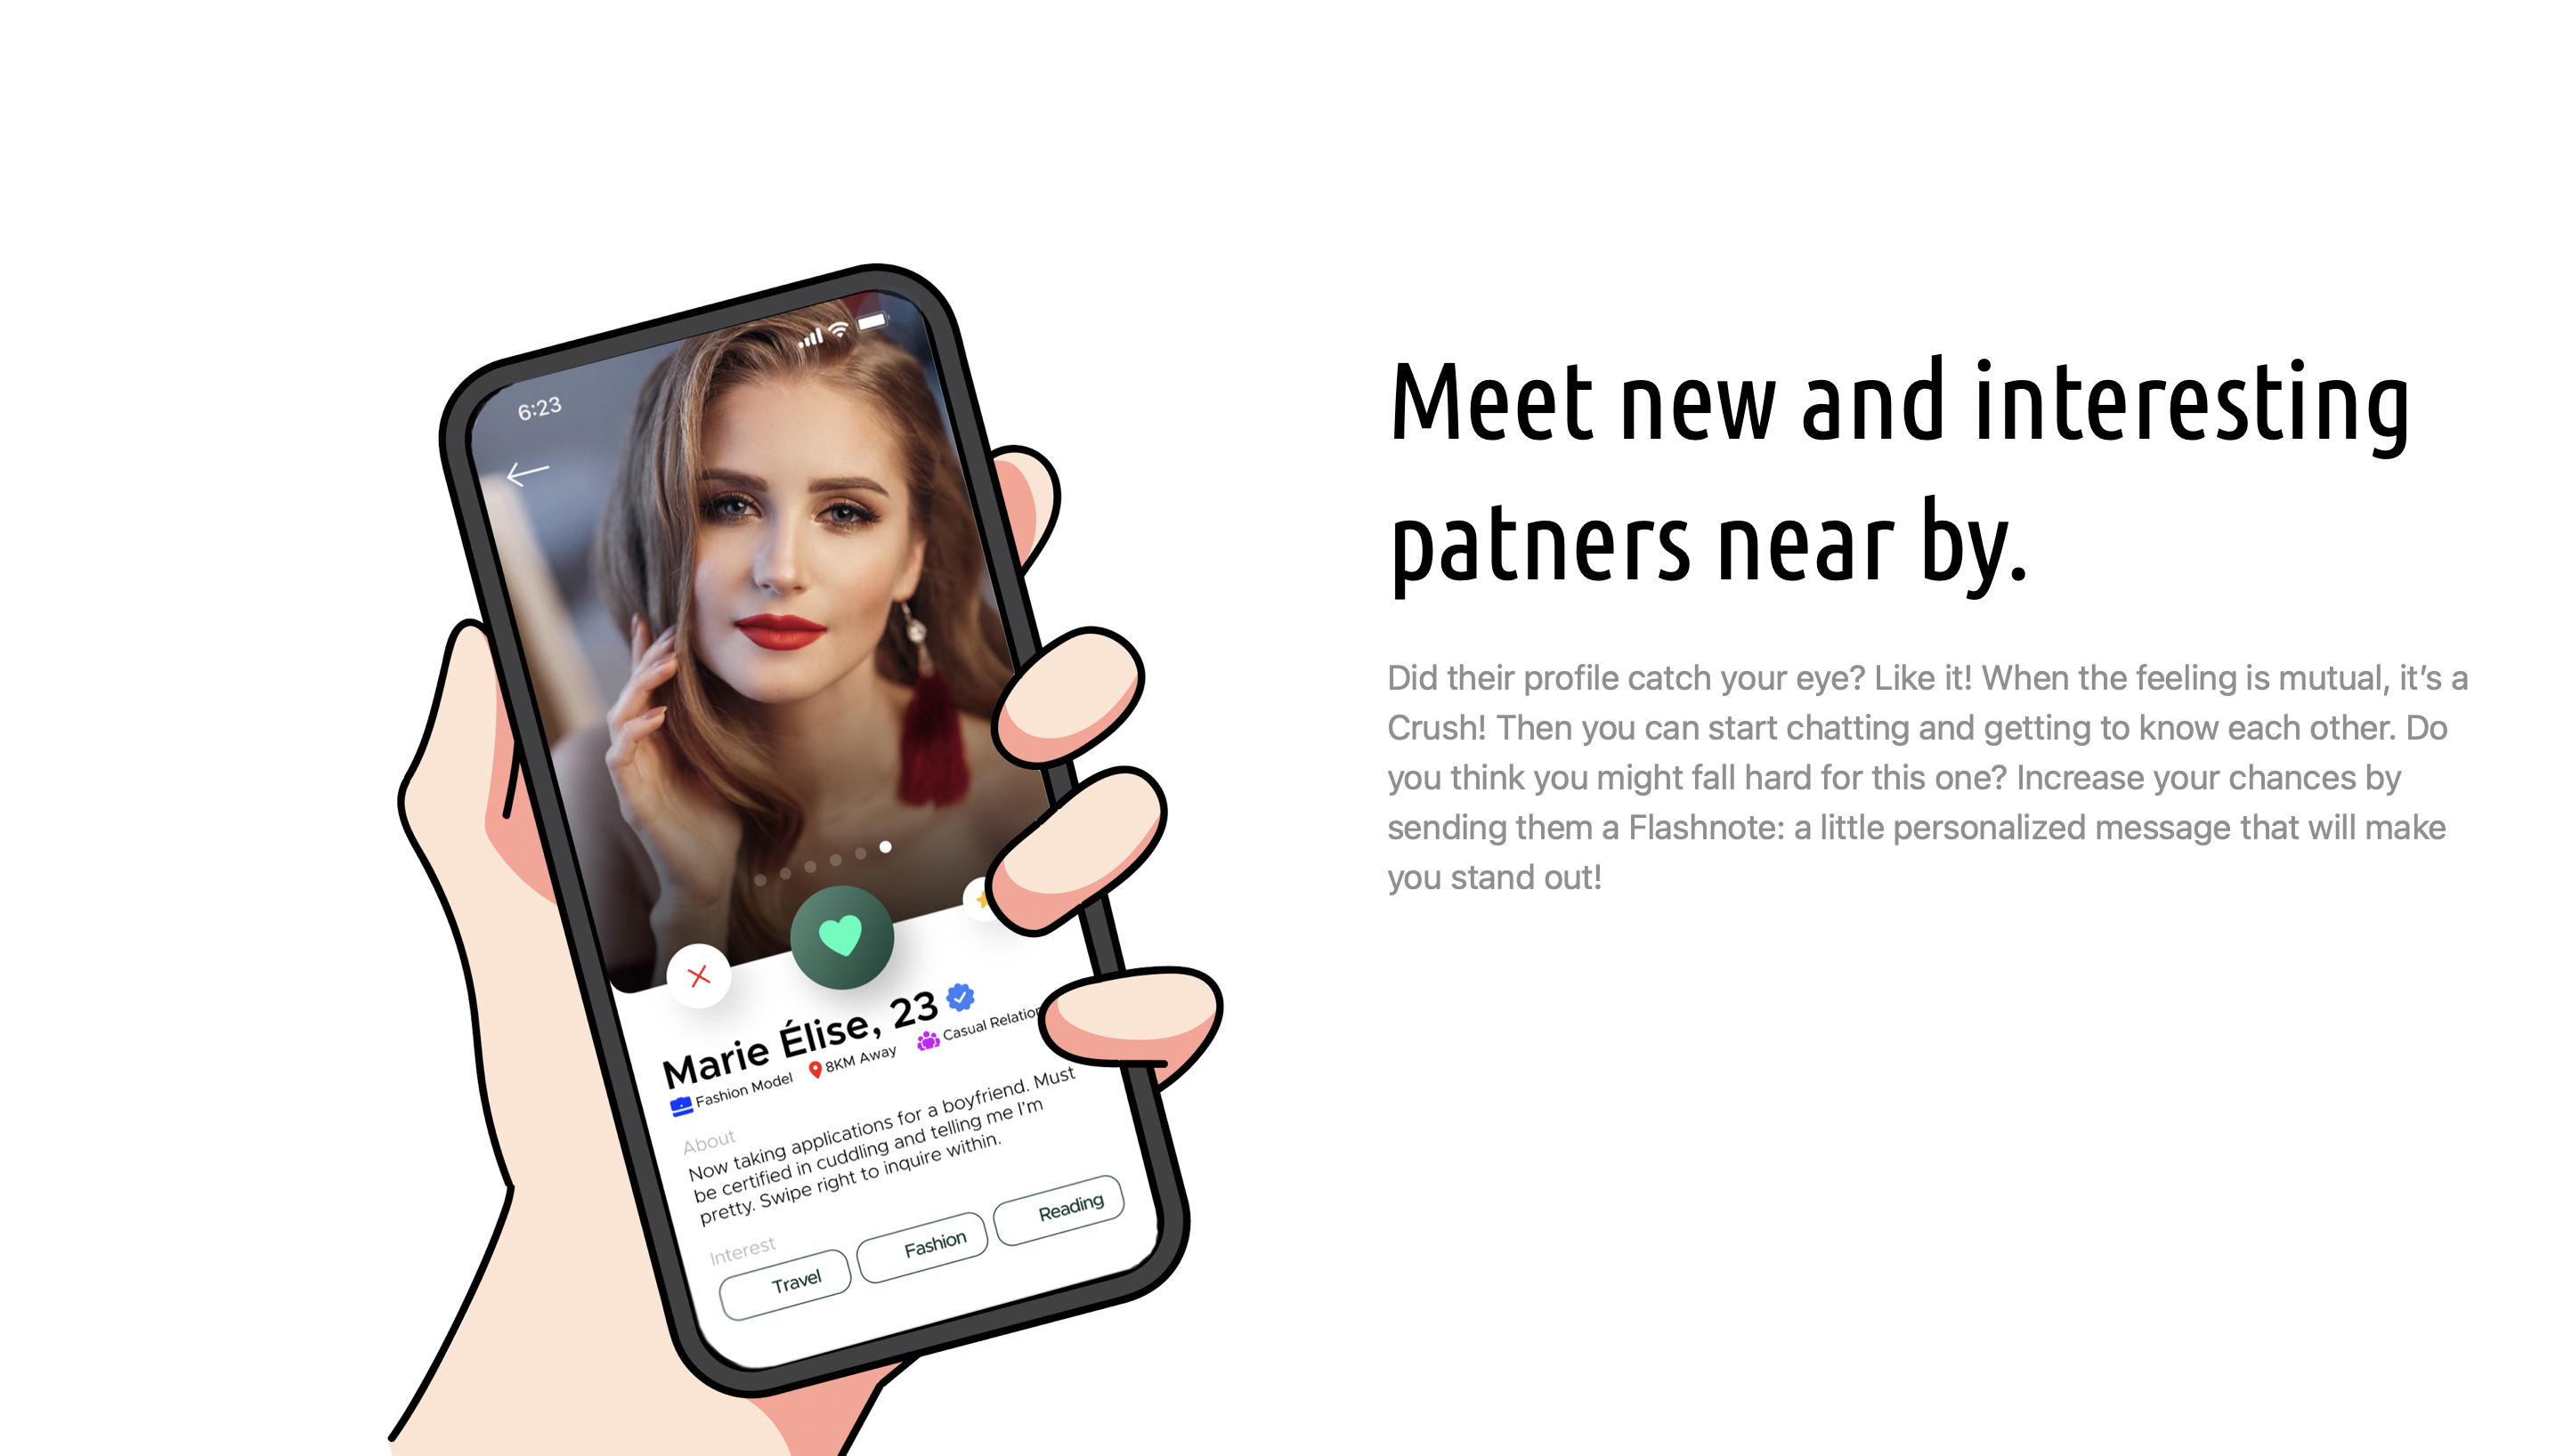 6:23
Marie Élise, 23
Fashion Model 8KM Away Casual
About
Now taking applications for a boyfriend. Must
be certified in cuddling and telling me I'm
pretty. Swipe right to inquire within.
Interest
Travel Fashion Reading
Meet new and interesting
patners near by.
Did their profile catch your eye? Like it! When the feeling is mutual, it’s a
Crush! Then you can start chatting and getting to know each other. Do
you think you might fall hard for this one? Increase your chances by
sending them a Flashnote: a little personalized message that will make
you stand out!